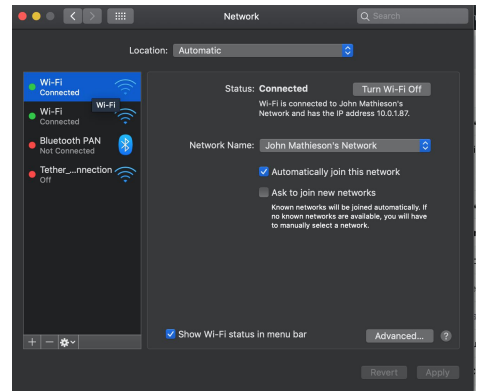 Network
Search
Location: Automatic
Wi-Fi
Connected
Wi-Fi
Wi-Fi
Connected
Bluetooth PAN
Not Connected
Tether_...nnection
Off
Status: Connected
Turn Wi-Fi Off
Wi-Fi is connected to John Mathieson's
Network and has the IP address 10.0.1.87.
Network Name: John Mathieson's Network
Automatically join this network
Ask to join new networks
Known networks will be joined automatically. If
no known networks are available, you will have
to manually select a network.
Show Wi-Fi status in menu bar
Advanced...
?
Revert
Apply